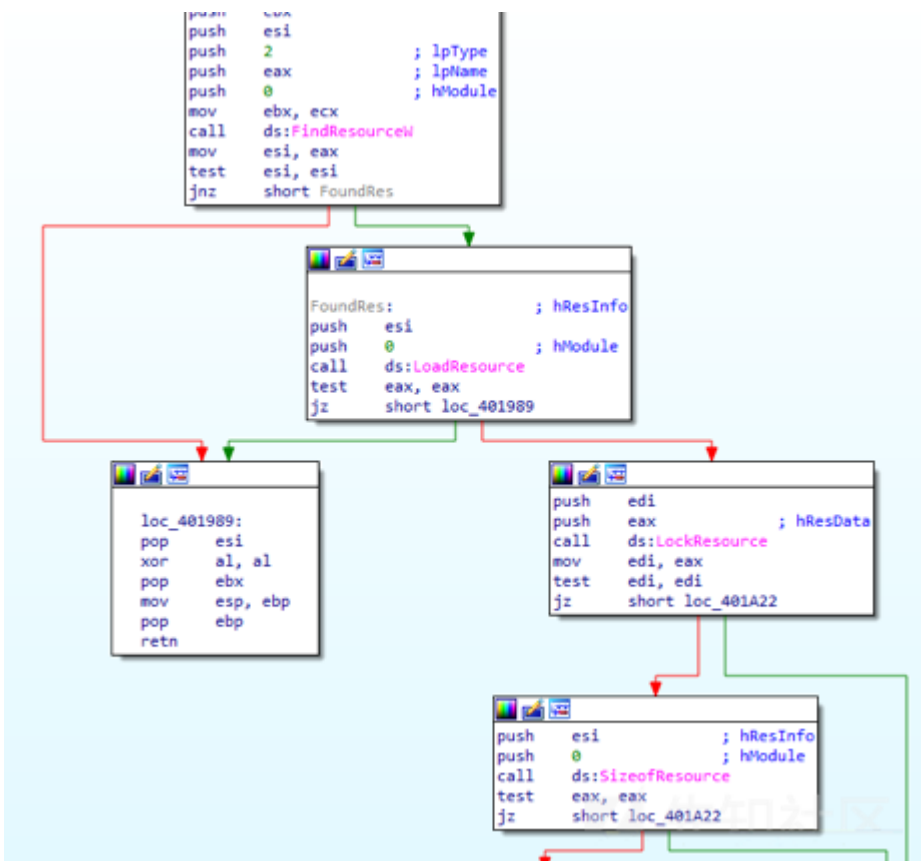 push ebx
push esi
push 2 ; lpType
push eax ; lpName
push 0 ; hModule
mov ebx, ecx
call ds:FindResourceW
mov esi, eax
test esi, esi
jnz short FoundRes
FoundRes: ; hResInfo
push esi
push 0 ; hModule
call ds:LoadResource
test eax, eax
jz short loc_401989
loc_401989:
pop esi
xor al, al
pop ebx
mov esp, ebp
pop ebp
retn
push edi
push eax ; hResData
call ds:LockResource
mov edi, eax
test edi, edi
jz short loc_401A22
push esi ; hResInfo
push 0 ; hModule
call ds:SizeofResource
test eax, eax
jz short loc_401A22